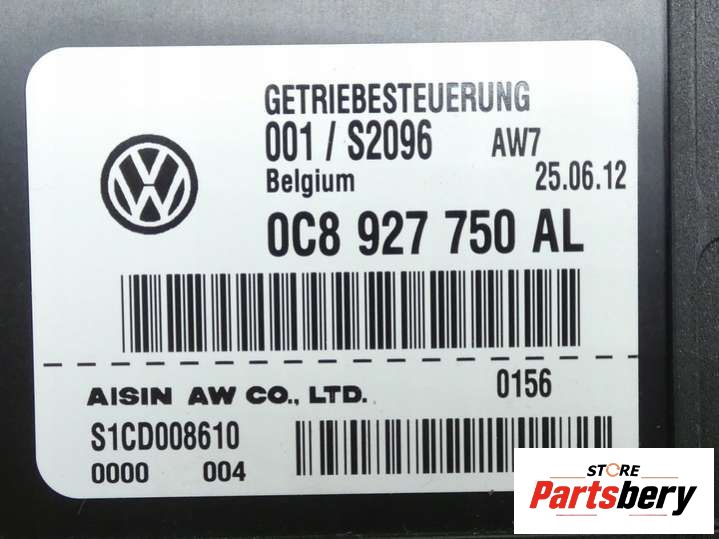 GETRIEBESTEUERUNG
001 / S2096 AW7
Belgium 25.06.12
0C8 927 750 AL
AISIN AW CO., LTD. 0156
S1CD008610
0000 004
STORE
Partsbery